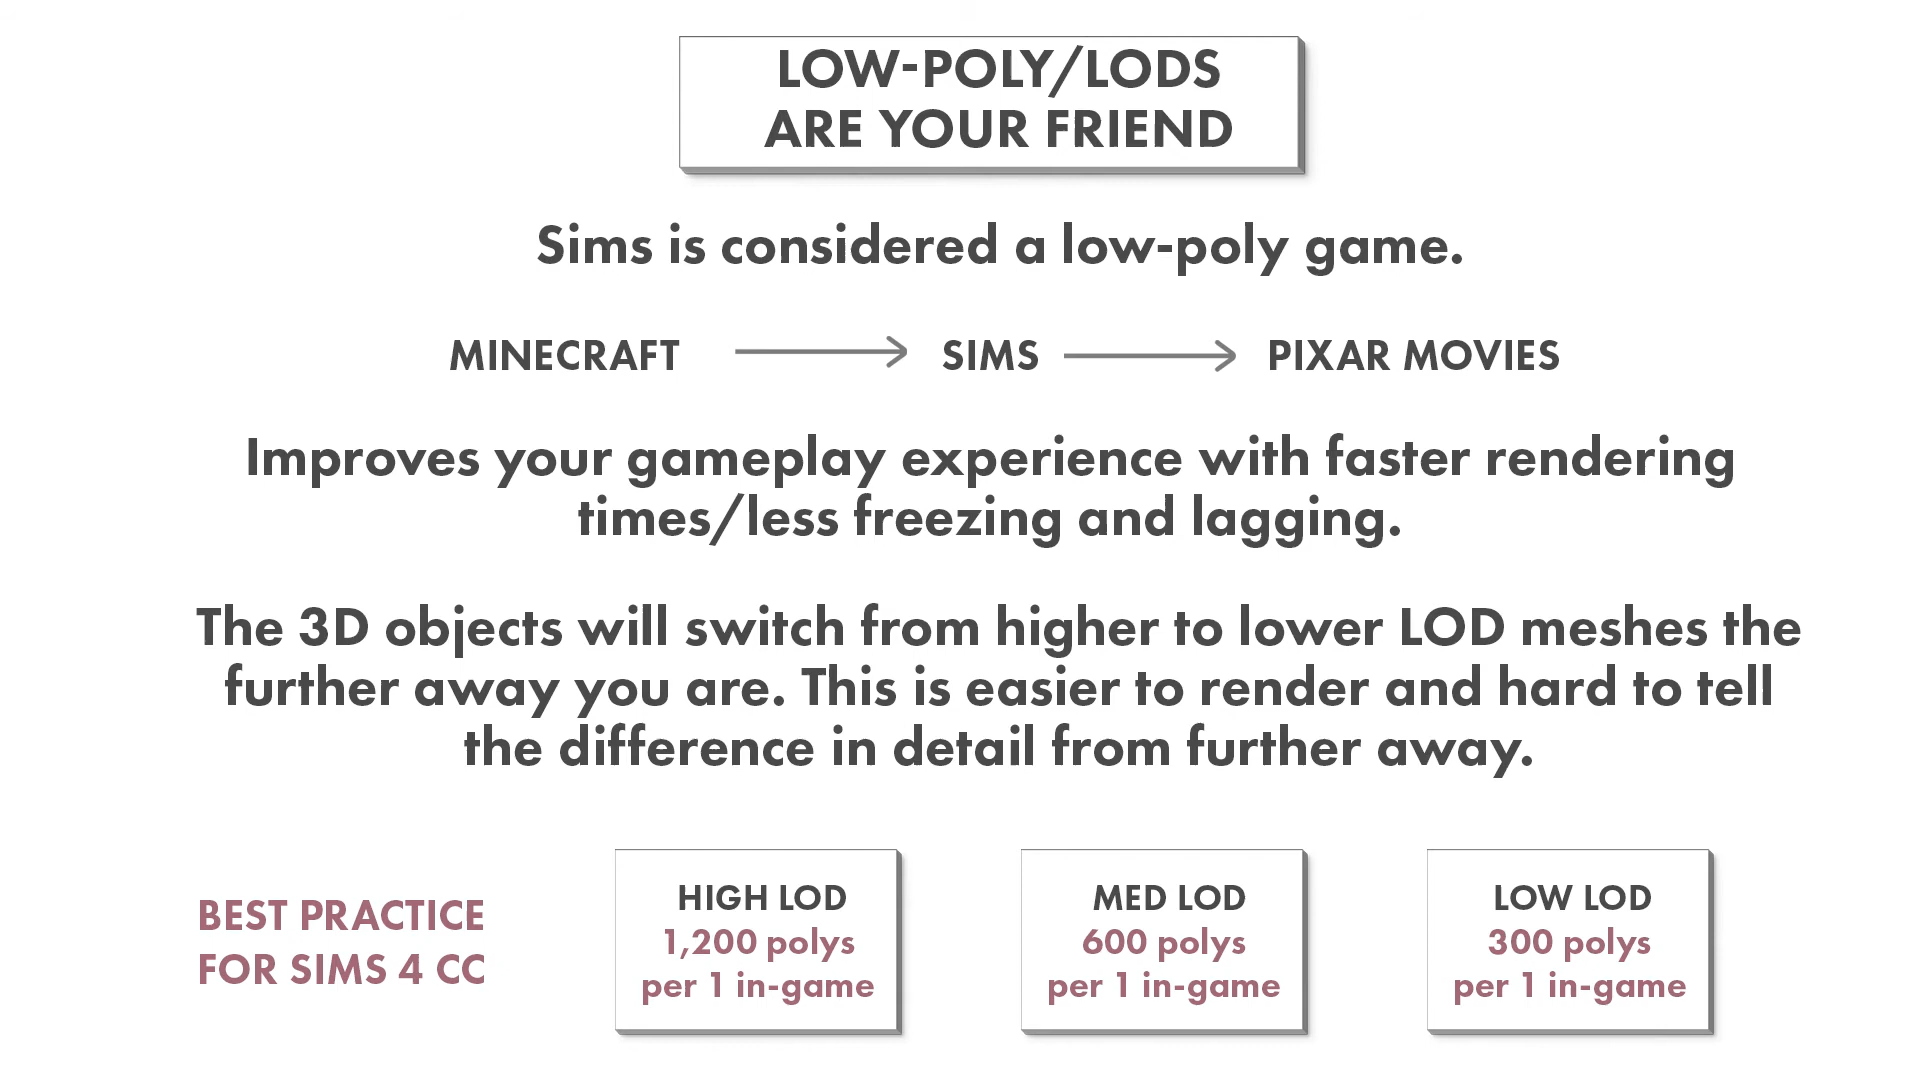 LOW-POLY/LODS
ARE YOUR FRIEND
Sims is considered a low-poly game.
MINECRAFT SIMS PIXAR MOVIES
Improves your gameplay experience with faster rendering
times/less freezing and lagging.
The 3D objects will switch from higher to lower LOD meshes the
further away you are. This is easier to render and hard to tell
the difference in detail from further away.
BEST PRACTICE
FOR SIMS 4 CC
HIGH LOD
1,200 polys
per 1 in-game
MED LOD
600 polys
per 1 in-game
LOW LOD
300 polys
per 1 in-game